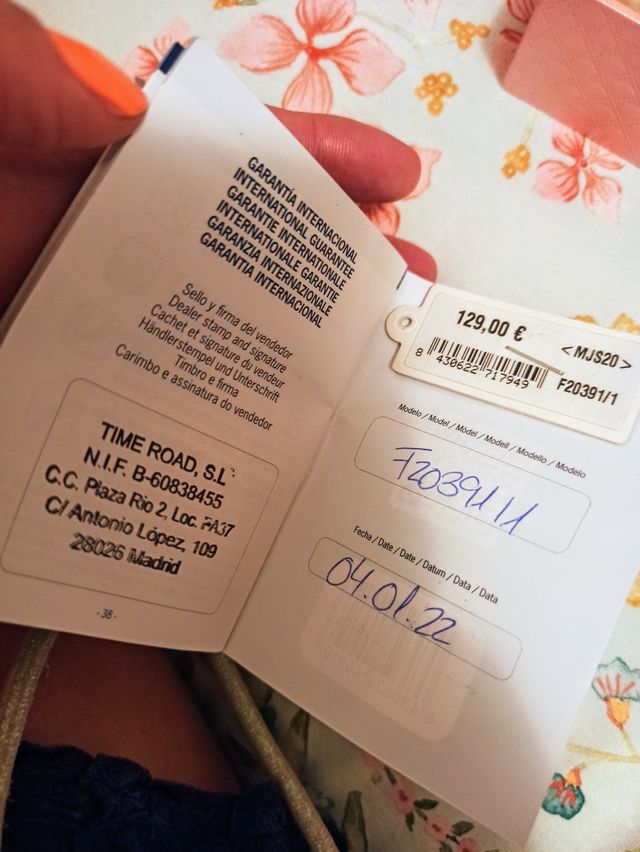 GARANTÍA INTERNACIONAL
INTERNATIONAL GUARANTEE
GARANTIE INTERNATIONALE
INTERNATIONALE GARANTIE
GARANZIA INTERNAZIONALE
GARANTIA INTERNACIONAL
Sello y firma del vendedor
Dealer stamp and signature
Cachet et signature du vendeur
Händlerstempel und Unterschrift
Timbro e firma
Carimbo e assinatura do vendedor
TIME ROAD, S.L.
N.I.F. B-60838455
C.C. Plaza Rio 2, Loc. PA37
C/ Antonio López, 109
28026 Madrid
- 38 -
129,00 €
<MJS20>
8 430622 717949
F20391/1
Modelo / Model / Mòdel / Modell / Modello / Modelo
F20391/1
Fecha / Date / Date / Datum / Data / Data
04.01.22